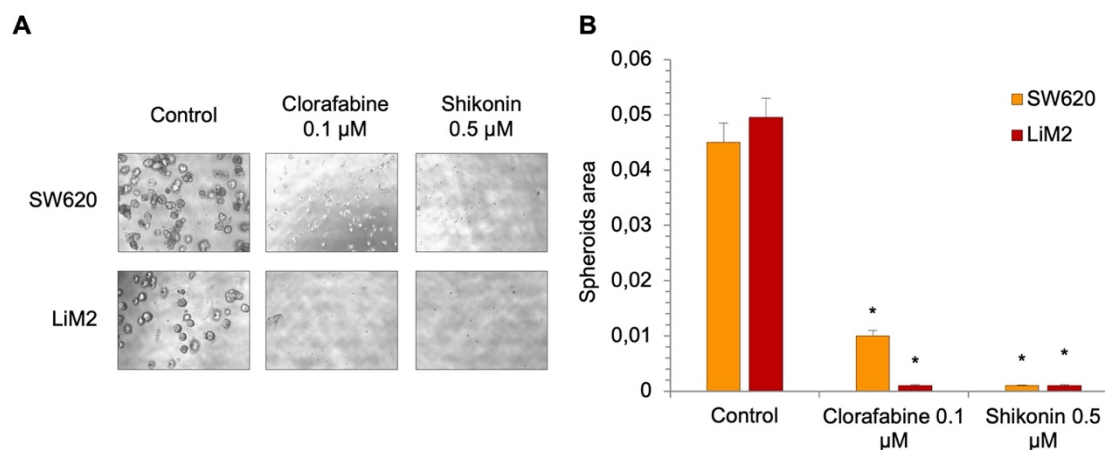 A
Control
Clorafabine
0.1 µM
Shikonin
0.5 µM
SW620
LiM2
B
0,06
0,05
0,04
0,03
0,02
0,01
0
Spheroids area
SW620
LiM2
*
*
*
*
Control
Clorafabine 0.1
µM
Shikonin 0.5
µM